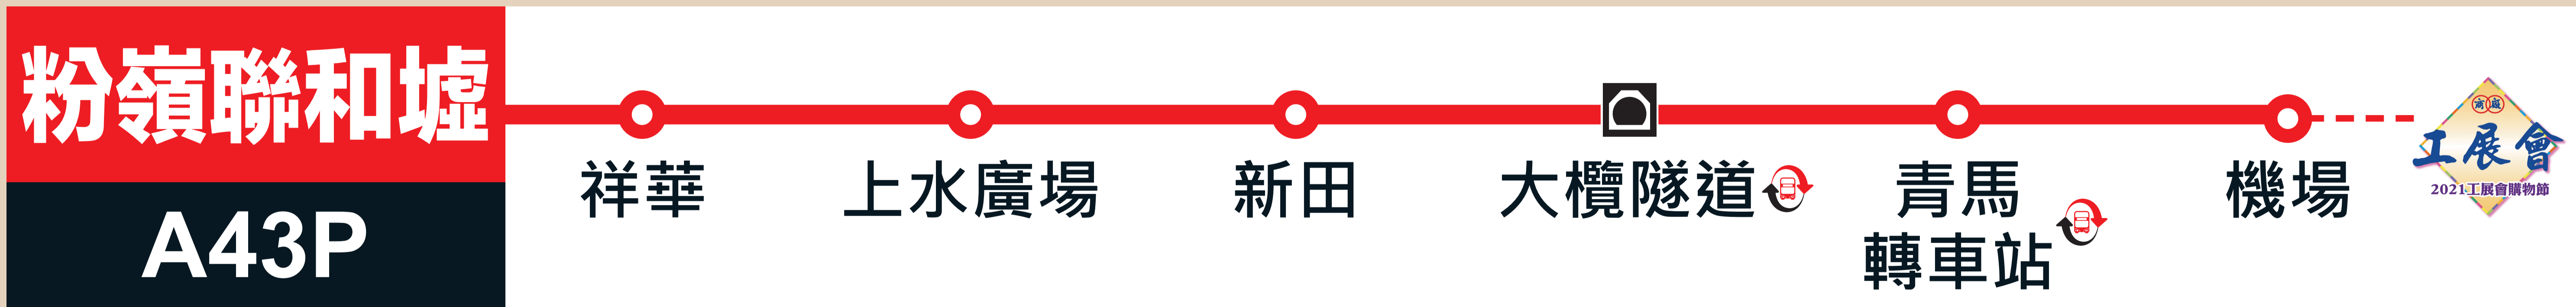 粉嶺聯和墟
A43P
祥華
上水廣場
新田
大欖隧道
青馬
轉車站
機場
商廠
工展會
2021工展會購物節